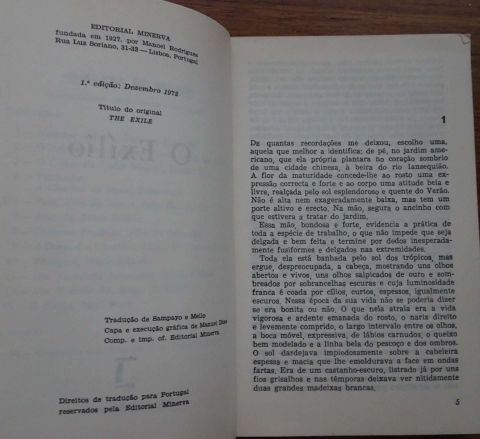 EDITORIAL MINERVA
fundada em 1927, por Manuel Rodrigues
Rua Luz Soriano, 31-33 — Lisboa, Portugal
1.ª edição: Dezembro 1972
Título do original
THE EXILE
Tradução de Sampayo e Mello
Capa e execução gráfica de Manuel Dias
Comp. e imp. of. Editorial Minerva
Direitos de tradução para Portugal
reservados pela Editorial Minerva
1
De quantas recordações me deixou, escolho uma,
aquela que melhor a identifica: de pé, no jardim ame-
ricano, que ela própria plantara no coração sombrio
de uma cidade chinesa, à beira do rio Iansequião.
A flor da maturidade concede-lhe ao rosto uma ex-
pressão correcta e forte e ao corpo uma atitude bela e
livre, realçada pelo sol esplendoroso e quente do Verão.
Não é alta nem exageradamente baixa, mas tem um
porte altivo e erecto. Na mão, segura o ancinho com
que estivera a tratar do jardim.
Essa mão, bondosa e forte, evidencia a prática de
toda a espécie de trabalho, o que não impede que seja
delgada e bem feita e termine por dedos inesperada-
mente fusiformes e delgados nas extremidades.
Toda ela está banhada pelo sol dos trópicos, mas
ergue, despreocupada, a cabeça, mostrando uns olhos
abertos e vivos, uns olhos salpicados de ouro e som-
breados por sobrancelhas escuras e cuja luminosidade
franca é coada por cílios, curtos, espessos, igualmente
escuros. Nessa época da sua vida não se poderia dizer
se era bonita ou não. O que nela atraía era a vida
vigorosa e ardente emanada do rosto, o nariz direito
e levemente comprido, o largo intervalo entre os olhos,
a boca móvel, expressiva, de lábios carnudos, o queixo
bem modelado e a linha bela do pescoço e dos ombros.
O sol dardejava impiedosamente sobre a cabeleira
espessa e macia que lhe emoldurava a face em ondas
fartas. Era de um castanho-escuro, listrado já por uns
fios grisalhos e nas têmporas deixava ver nitidamente
duas grandes madeixas brancas.
5